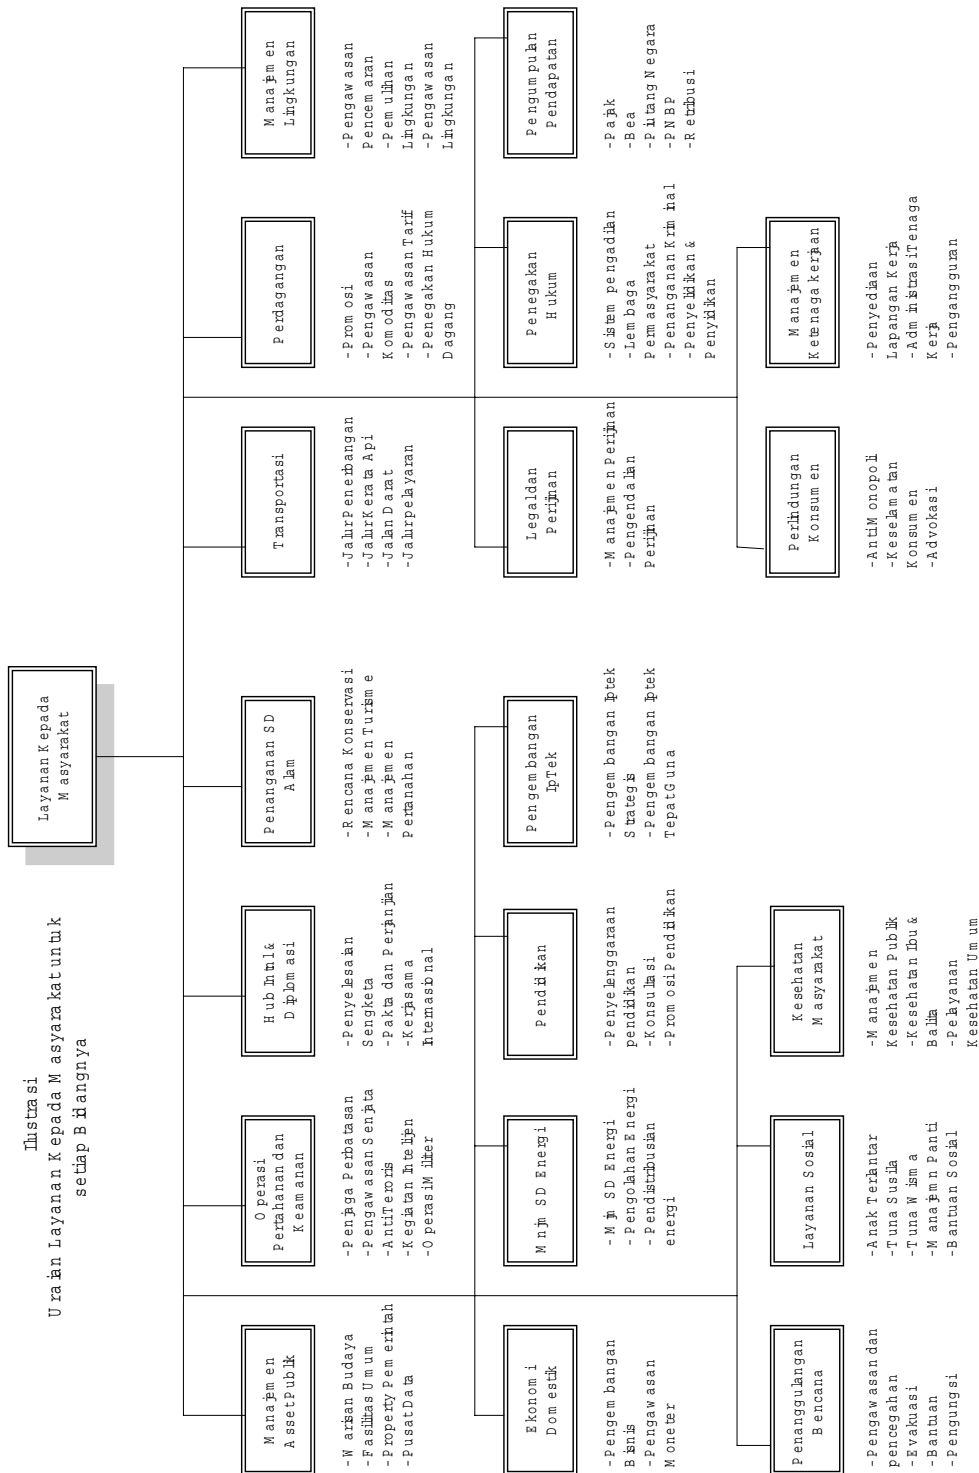 Ilustrasi
Uraian Layanan Kepada Masyarakat untuk
setiap Bidangnya
Layanan Kepada
Masyarakat
Manajemen
Asset Publik
-Warisan Budaya
-Fasilitas Umum
-Property Pemerintah
-Pusat Data
Operasi
Pertahanan dan
Keamanan
-Penjaga Perbatasan
-Pengawasan Senjata
-Anti Teroris
-Kegiatan Intelijen
-Operasi Militer
Hub Intnl &
Diplomasi
-Penyelesaian
Sengketa
-Pakta dan Perjanjian
-Kerjasama
Internasional
Penanganan SD
Alam
-Rencana Konservasi
-Manajemen Turisme
-Manajemen
Pertanahan
Transportasi
-Jalur Penerbangan
-Jalur Kerata Api
-Jalan Darat
-Jalur pelayaran
Perdagangan
-Promosi
-Pengawasan
Komoditas
-Pengawasan Tarif
-Penegakan Hukum
Dagang
Manajemen
Lingkungan
-Pengawasan
Pencemaran
-Pemulihan
Lingkungan
-Pengawasan
Lingkungan
Ekonomi
Domestik
-Pengembangan
Bisnis
-Pengawasan
Moneter
Mnjm SD Energi
-Mjn SD Energi
-Pengolahan Energi
-Pendistribusian
energi
Pendidikan
-Penyelenggaraan
pendidikan
-Konsultasi
-Promosi Pendidikan
Pengembangan
IpTek
-Pengembangan Iptek
Strategis
-Pengembangan Iptek
Tepat Guna
Legal dan
Perijinan
-Manajemen Perijinan
-Pengendalian
Perijinan
Penegakan
Hukum
-Sistem pengadilan
-Lembaga
Permasyarakat
-Penanganan Kriminal
-Penyelidikan &
Penyidikan
Pengumpulan
Pendapatan
-Pajak
-Bea
-Piutang Negara
-PNBP
-Retribusi
Penanggulangan
Bencana
-Pengawasan dan
pencegahan
-Evakuasi
-Bantuan
-Pengungsi
Layanan Sosial
-Anak Terlantar
-Tuna Susila
-Tuna Wisma
-Manajemn Panti
-Bantuan Sosial
Kesehatan
Masyarakat
-Manajemen
Kesehatan Publik
-Kesehatan Ibu &
Balita
-Pelayanan
Kesehatan Umum
Perlindungan
Konsumen
-Anti Monopoli
-Keselamatan
Konsumen
-Advokasi
Manajemen
Ketenagakerjaan
-Penyediaan
Lapangan Kerja
-Administrasi Tenaga
Kerja
-Pengangguran